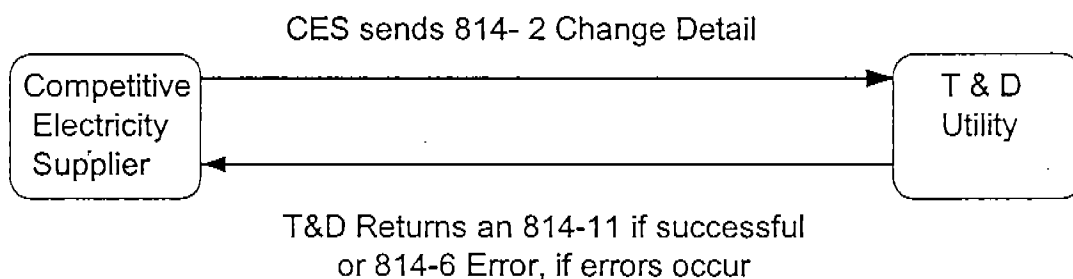 CES sends 814- 2 Change Detail
Competitive
Electricity
Supplier
T & D
Utility
T&D Returns an 814-11 if successful
or 814-6 Error, if errors occur